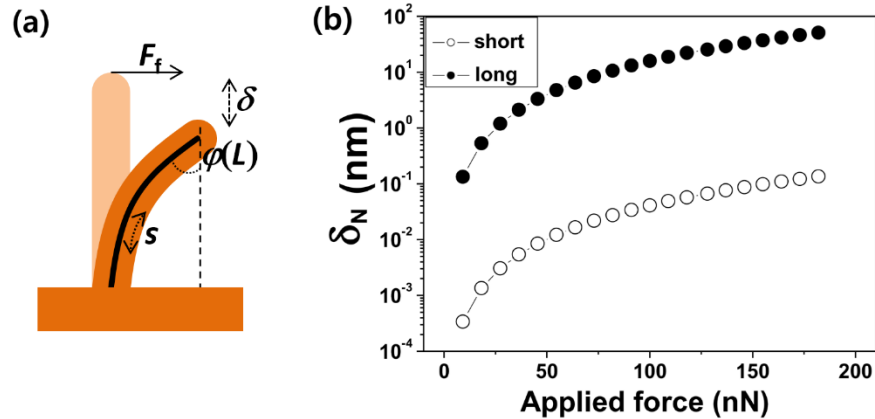 (a)
F_f
δ
φ(L)
s
(b)
short
long
δ_N (nm)
10^2
10^1
10^0
10^-1
10^-2
10^-3
10^-4
0 50 100 150 200
Applied force (nN)